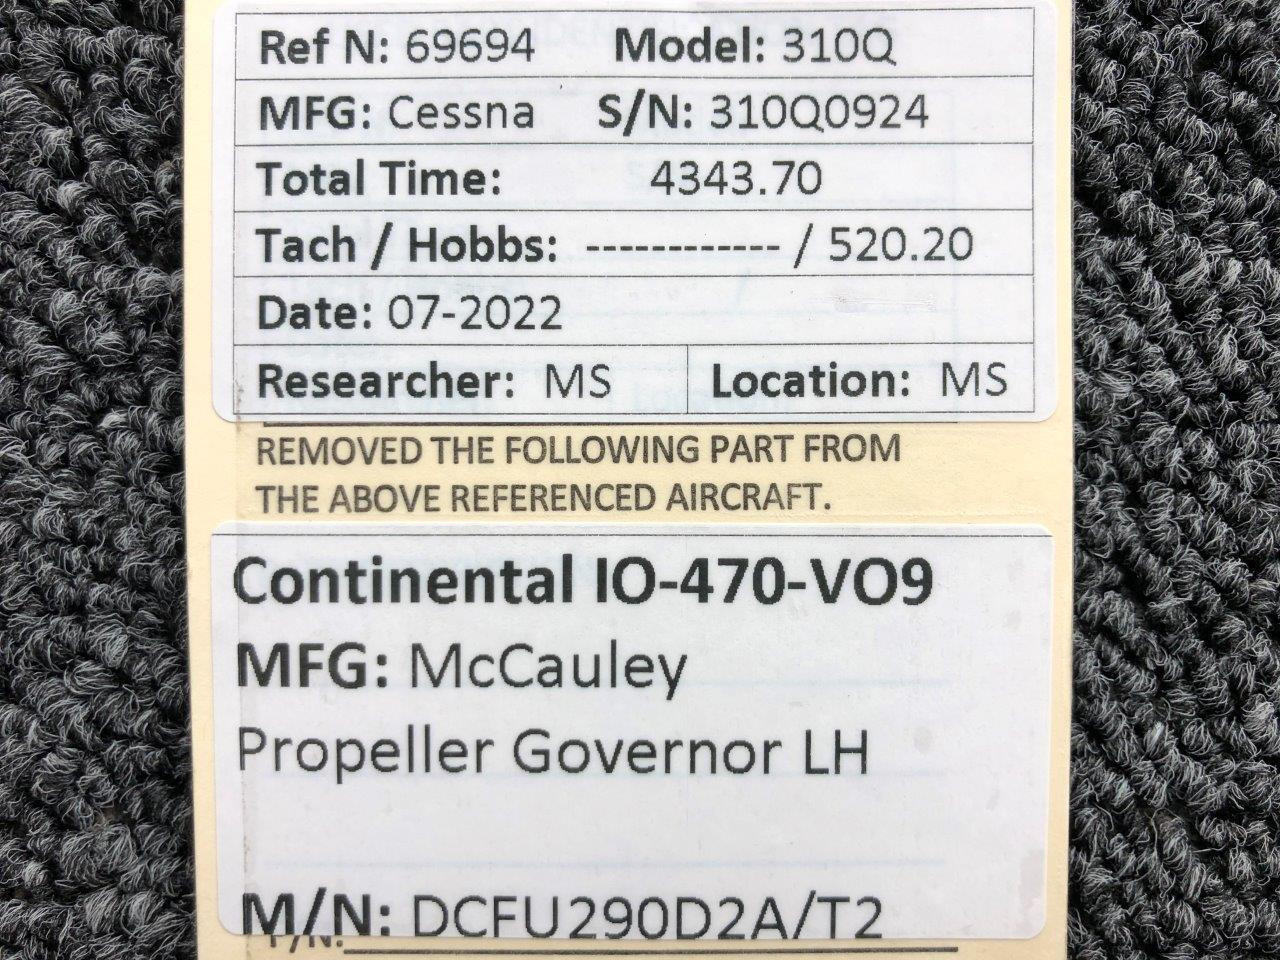 Ref N: 69694 Model: 310Q
MFG: Cessna S/N: 310Q0924
Total Time: 4343.70
Tach / Hobbs: ------------ / 520.20
Date: 07-2022
Researcher: MS Location: MS
REMOVED THE FOLLOWING PART FROM
THE ABOVE REFERENCED AIRCRAFT.
Continental IO-470-VO9
MFG: McCauley
Propeller Governor LH
M/N: DCFU290D2A/T2